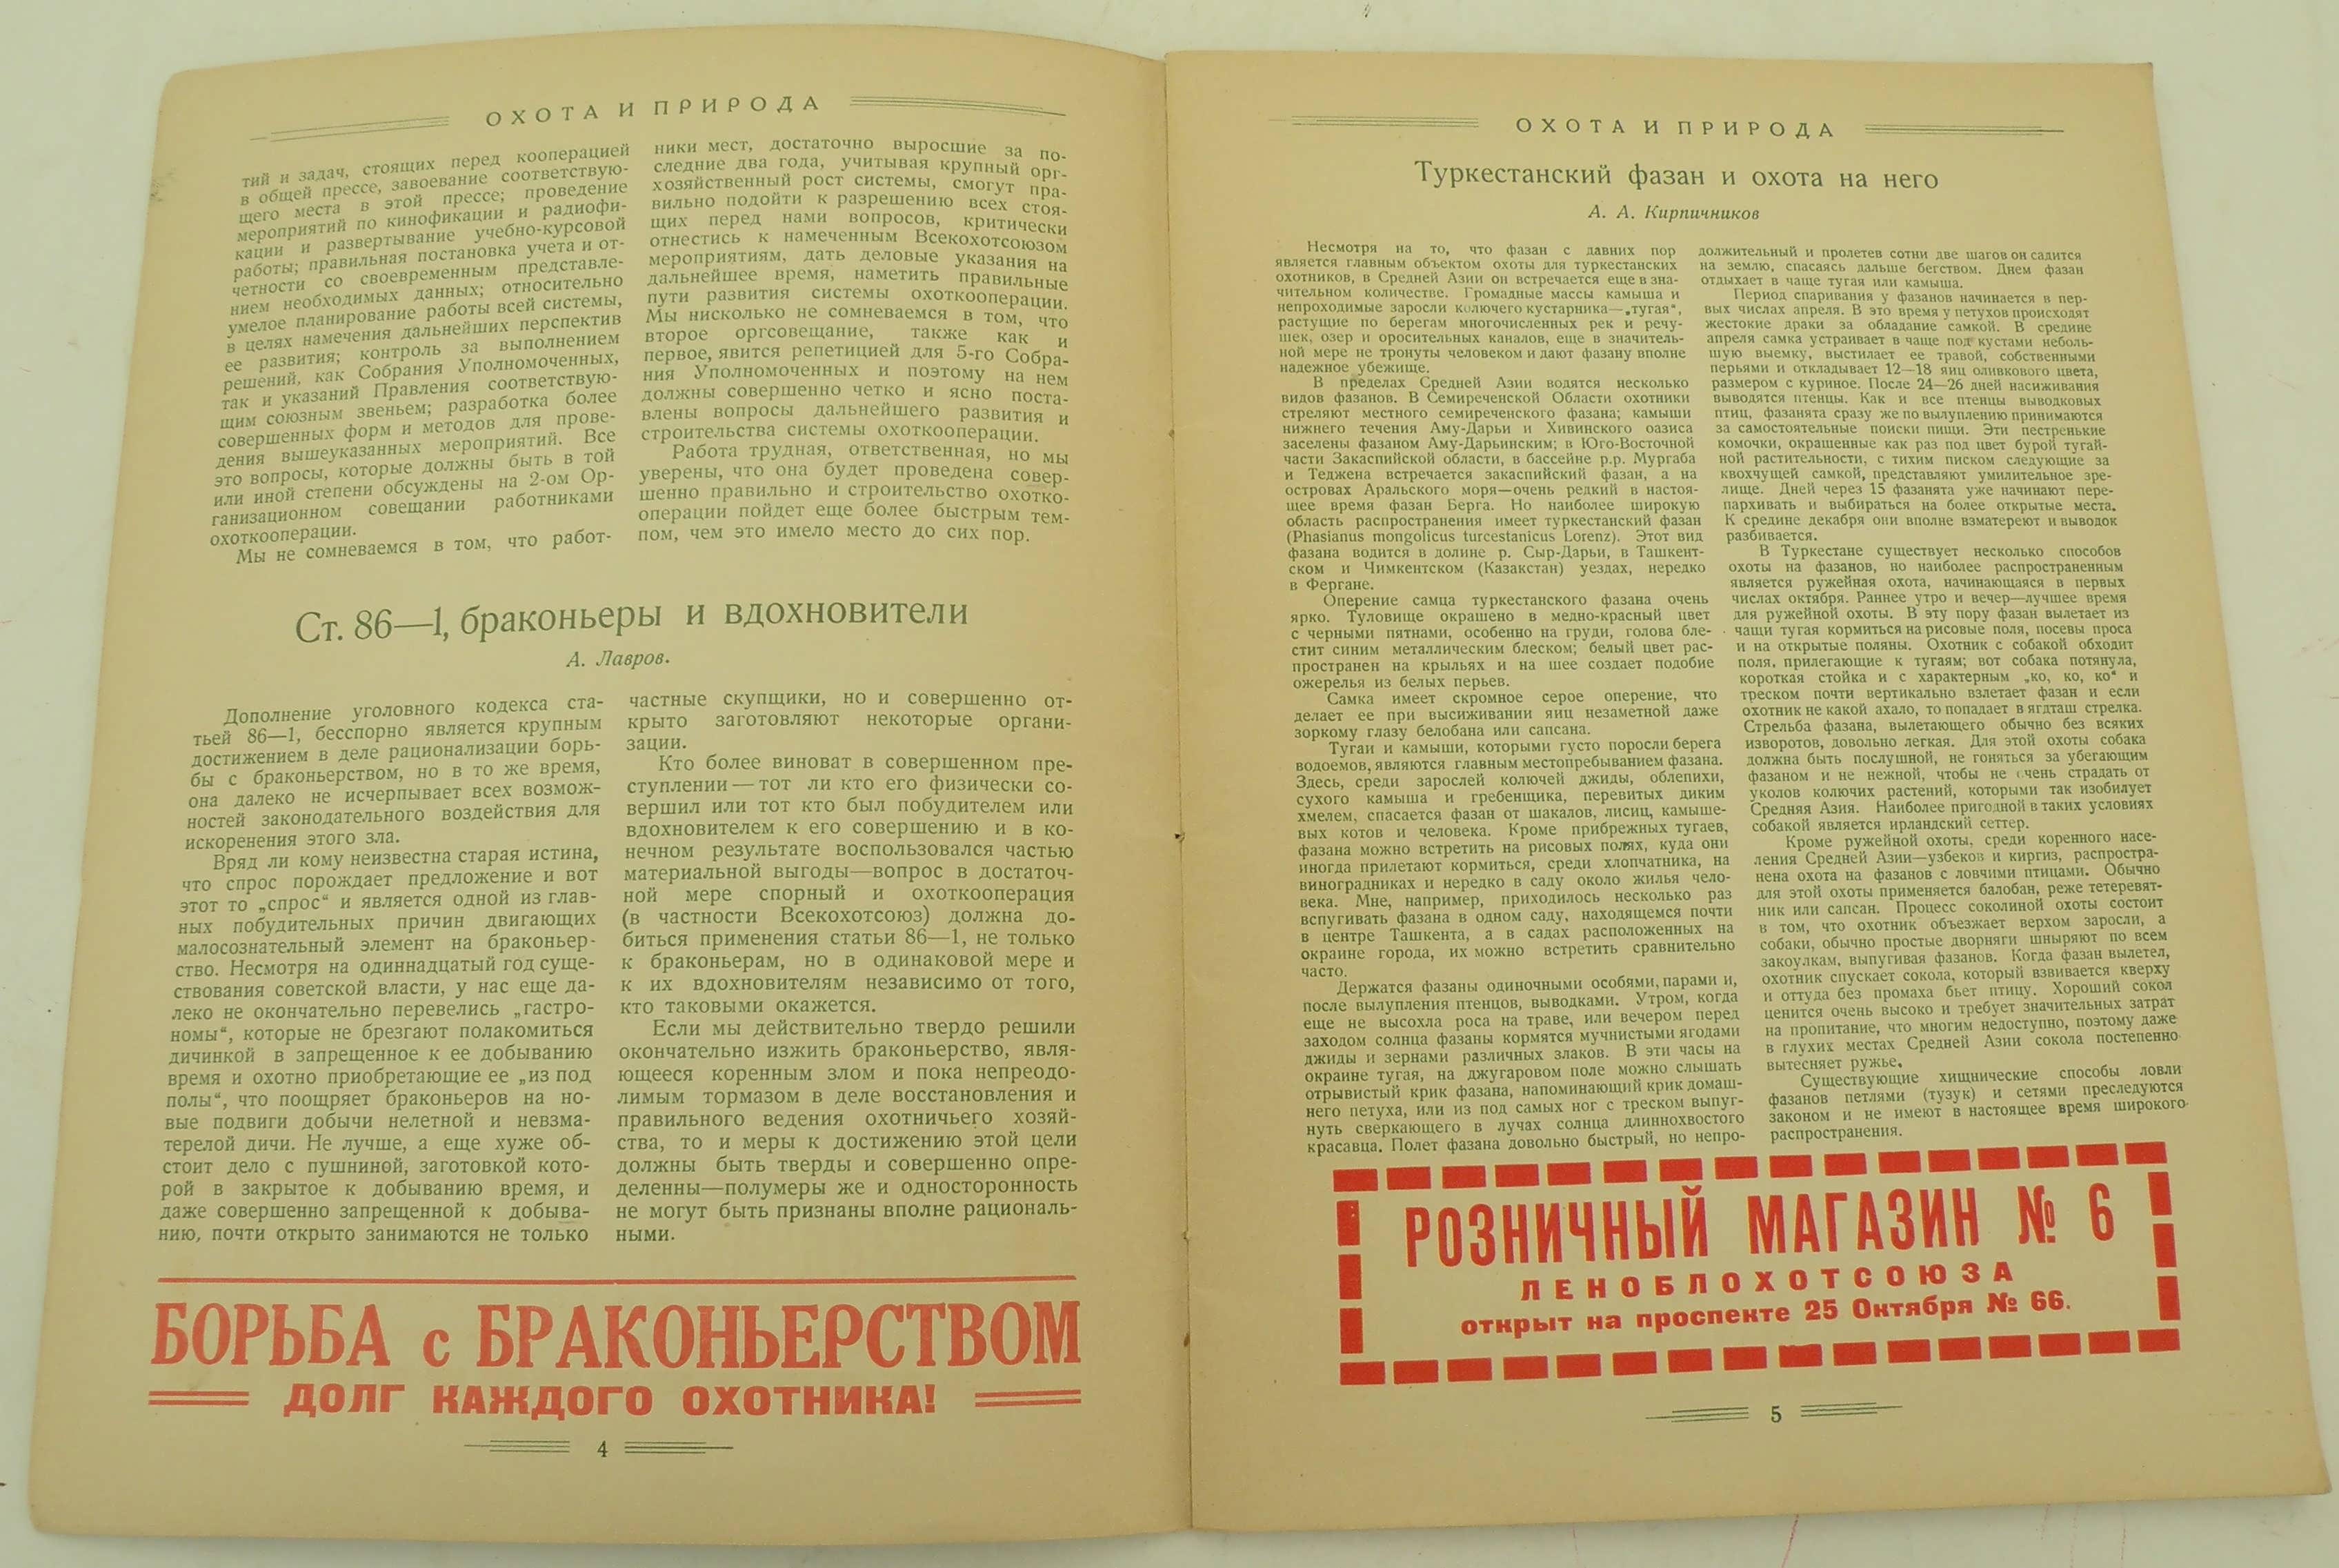 ОХОТА И ПРИРОДА
тий и задач, стоящих перед кооперацией
в общей прессе, завоевание соответствую-
щего места в этой прессе; проведение
мероприятий по кинофикации и радиофи-
кации и развертывание учебно-курсовой
работы; правильная постановка учета и от-
четности со своевременным представле-
нием необходимых данных; относительно
умелое планирование работы всей системы,
в целях намечения дальнейших перспектив
ее развития; контроль за выполнением
решений, как Собрания Уполномоченных,
так и указаний Правления соответствую-
щим союзным звеньем; разработка более
совершенных форм и методов для прове-
дения вышеуказанных мероприятий. Все
это вопросы, которые должны быть в той
или иной степени обсуждены на 2-ом Ор-
ганизационном совещании работниками
охоткооперации.
Мы не сомневаемся в том, что работ-
ники мест, достаточно выросшие за по-
следние два года, учитывая крупный орг-
хозяйственный рост системы, смогут пра-
вильно подойти к разрешению всех стоя-
щих перед нами вопросов, критически
отнестись к намеченным Всекохотсоюзом
мероприятиям, дать деловые указания на
дальнейшее время, наметить правильные
пути развития системы охоткооперации.
Мы нисколько не сомневаемся в том, что
второе оргсовещание, также как и
первое, явится репетицией для 5-го Собра-
ния Уполномоченных и поэтому на нем
должны совершенно четко и ясно поста-
влены вопросы дальнейшего развития и
строительства системы охоткооперации.
Работа трудная, ответственная, но мы
уверены, что она будет проведена совер-
шенно правильно и строительство охотко-
операции пойдет еще более быстрым тем-
пом, чем это имело место до сих пор.
Ст. 86—1, браконьеры и вдохновители
А. Лавров.
Дополнение уголовного кодекса ста-
тьей 86—1, бесспорно является крупным
достижением в деле рационализации борь-
бы с браконьерством, но в то же время,
она далеко не исчерпывает всех возмож-
ностей законодательного воздействия для
искоренения этого зла.
Вряд ли кому неизвестна старая истина,
что спрос порождает предложение и вот
этот то „спрос“ и является одной из глав-
ных побудительных причин двигающих
малосознательный элемент на браконьер-
ство. Несмотря на одиннадцатый год суще-
ствования советской власти, у нас еще да-
леко не окончательно перевелись „гастро-
номы“, которые не брезгают полакомиться
дичинкой в запрещенное к ее добыванию
время и охотно приобретающие ее „из под
полы“, что поощряет браконьеров на но-
вые подвиги добычи нелетной и невзма-
терелой дичи. Не лучше, а еще хуже об-
стоит дело с пушниной, заготовкой кото-
рой в закрытое к добыванию время, и
даже совершенно запрещенной к добыва-
нию, почти открыто занимаются не только
частные скупщики, но и совершенно от-
крыто заготовляют некоторые органи-
зации.
Кто более виноват в совершенном пре-
ступлении — тот ли кто его физически со-
вершил или тот кто был побудителем или
вдохновителем к его совершению и в ко-
нечном результате воспользовался частью
материальной выгоды—вопрос в достаточ-
ной мере спорный и охоткооперация
(в частности Всекохотсоюз) должна до-
биться применения статьи 86—1, не только
к браконьерам, но в одинаковой мере и
к их вдохновителям независимо от того,
кто таковыми окажется.
Если мы действительно твердо решили
окончательно изжить браконьерство, явля-
ющееся коренным злом и пока непреодо-
лимым тормазом в деле восстановления и
правильного ведения охотничьего хозяй-
ства, то и меры к достижению этой цели
должны быть тверды и совершенно опре-
деленны—полумеры же и односторонность
не могут быть признаны вполне рациональ-
ными.
БОРЬБА с БРАКОНЬЕРСТВОМ
ДОЛГ КАЖДОГО ОХОТНИКА!
4
ОХОТА И ПРИРОДА
Туркестанский фазан и охота на него
А. А. Кирпичников
Несмотря на то, что фазан с давних пор
является главным объектом охоты для туркестанских
охотников, в Средней Азии он встречается еще в зна-
чительном количестве. Громадные массы камыша и
непроходимые заросли колючего кустарника—„тугая“,
растущие по берегам многочисленных рек и речу-
шек, озер и оросительных каналов, еще в значитель-
ной мере не тронуты человеком и дают фазану вполне
надежное убежище.
В пределах Средней Азии водятся несколько
видов фазанов. В Семиреченской Области охотники
стреляют местного семиреченского фазана; камыши
нижнего течения Аму-Дарьи и Хивинского оазиса
заселены фазаном Аму-Дарьинским; в Юго-Восточной
части Закаспийской области, в бассейне р.р. Мургаба
и Теджена встречается закаспийский фазан, а на
островах Аральского моря—очень редкий в настоя-
щее время фазан Берга. Но наиболее широкую
область распространения имеет туркестанский фазан
(Phasianus mongolicus turcestanicus Lorenz). Этот вид
фазана водится в долине р. Сыр-Дарьи, в Ташкент-
ском и Чимкентском (Казакстан) уездах, нередко
в Фергане.
Оперение самца туркестанского фазана очень
ярко. Туловище окрашено в медно-красный цвет
с черными пятнами, особенно на груди, голова бле-
стит синим металлическим блеском; белый цвет рас-
пространен на крыльях и на шее создает подобие
ожерелья из белых перьев.
Самка имеет скромное серое оперение, что
делает ее при высиживании яиц незаметной даже
зоркому глазу белобана или сапсана.
Тугаи и камыши, которыми густо поросли берега
водоемов, являются главным местопребыванием фазана.
Здесь, среди зарослей колючей джиды, облепихи,
сухого камыша и гребенщика, перевитых диким
хмелем, спасается фазан от шакалов, лисиц, камыше-
вых котов и человека. Кроме прибрежных тугаев,
фазана можно встретить на рисовых полях, куда они
иногда прилетают кормиться, среди хлопчатника, на
виноградниках и нередко в саду около жилья чело-
века. Мне, например, приходилось несколько раз
вспугивать фазана в одном саду, находящемся почти
в центре Ташкента, а в садах расположенных на
окраине города, их можно встретить сравнительно
часто.
Держатся фазаны одиночными особями, парами и,
после вылупления птенцов, выводками. Утром, когда
еще не высохла роса на траве, или вечером перед
заходом солнца фазаны кормятся мучнистыми ягодами
джиды и зернами различных злаков. В эти часы на
окраине тугая, на джугаровом поле можно слышать
отрывистый крик фазана, напоминающий крик домаш-
него петуха, или из под самых ног с треском выпуг-
нуть сверкающего в лучах солнца длиннохвостого
красавца. Полет фазана довольно быстрый, но непро-
должительный и пролетев сотни две шагов он садится
на землю, спасаясь дальше бегством. Днем фазан
отдыхает в чаще тугая или камыша.
Период спаривания у фазанов начинается в пер-
вых числах апреля. В это время у петухов происходят
жестокие драки за обладание самкой. В средине
апреля самка устраивает в чаще под кустами неболь-
шую выемку, выстилает ее травой, собственными
перьями и откладывает 12—18 яиц оливкового цвета,
размером с куриное. После 24—26 дней насиживания
выводятся птенцы. Как и все птенцы выводковых
птиц, фазанята сразу же по вылуплению принимаются
за самостоятельные поиски пищи. Эти пестренькие
комочки, окрашенные как раз под цвет бурой тугай-
ной растительности, с тихим писком следующие за
квохчущей самкой, представляют умилительное зре-
лище. Дней через 15 фазанята уже начинают пере-
пархивать и выбираться на более открытые места.
К средине декабря они вполне взматереют и выводок
разбивается.
В Туркестане существует несколько способов
охоты на фазанов, но наиболее распространенным
является ружейная охота, начинающаяся в первых
числах октября. Раннее утро и вечер—лучшее время
для ружейной охоты. В эту пору фазан вылетает из
чащи тугая кормиться на рисовые поля, посевы проса
и на открытые поляны. Охотник с собакой обходит
поля, прилегающие к тугаям; вот собака потянула,
короткая стойка и с характерным „ко, ко, ко“ и
треском почти вертикально взлетает фазан и если
охотник не какой ахало, то попадает в ягдташ стрелка.
Стрельба фазана, вылетающего обычно без всяких
изворотов, довольно легкая. Для этой охоты собака
должна быть послушной, не гоняться за убегающим
фазаном и не нежной, чтобы не очень страдать от
уколов колючих растений, которыми так изобилует
Средняя Азия. Наиболее пригодной в таких условиях
собакой является ирландский сеттер.
Кроме ружейной охоты, среди коренного насе-
ления Средней Азии—узбеков и киргиз, распростра-
нена охота на фазанов с ловчими птицами. Обычно
для этой охоты применяется балобан, реже тетеревят-
ник или сапсан. Процесс соколиной охоты состоит
в том, что охотник объезжает верхом заросли, а
собаки, обычно простые дворняги шныряют по всем
закоулкам, выпугивая фазанов. Когда фазан вылетел,
охотник спускает сокола, который взвивается кверху
и оттуда без промаха бьет птицу. Хороший сокол
ценится очень высоко и требует значительных затрат
на пропитание, что многим недоступно, поэтому даже
в глухих местах Средней Азии сокола постепенно
вытесняет ружье.
Существующие хищнические способы ловли
фазанов петлями (тузук) и сетями преследуются
законом и не имеют в настоящее время широкого
распространения.
РОЗНИЧНЫЙ МАГАЗИН № 6
ЛЕНОБЛОХОТСОЮЗА
открыт на проспекте 25 Октября № 66.
5